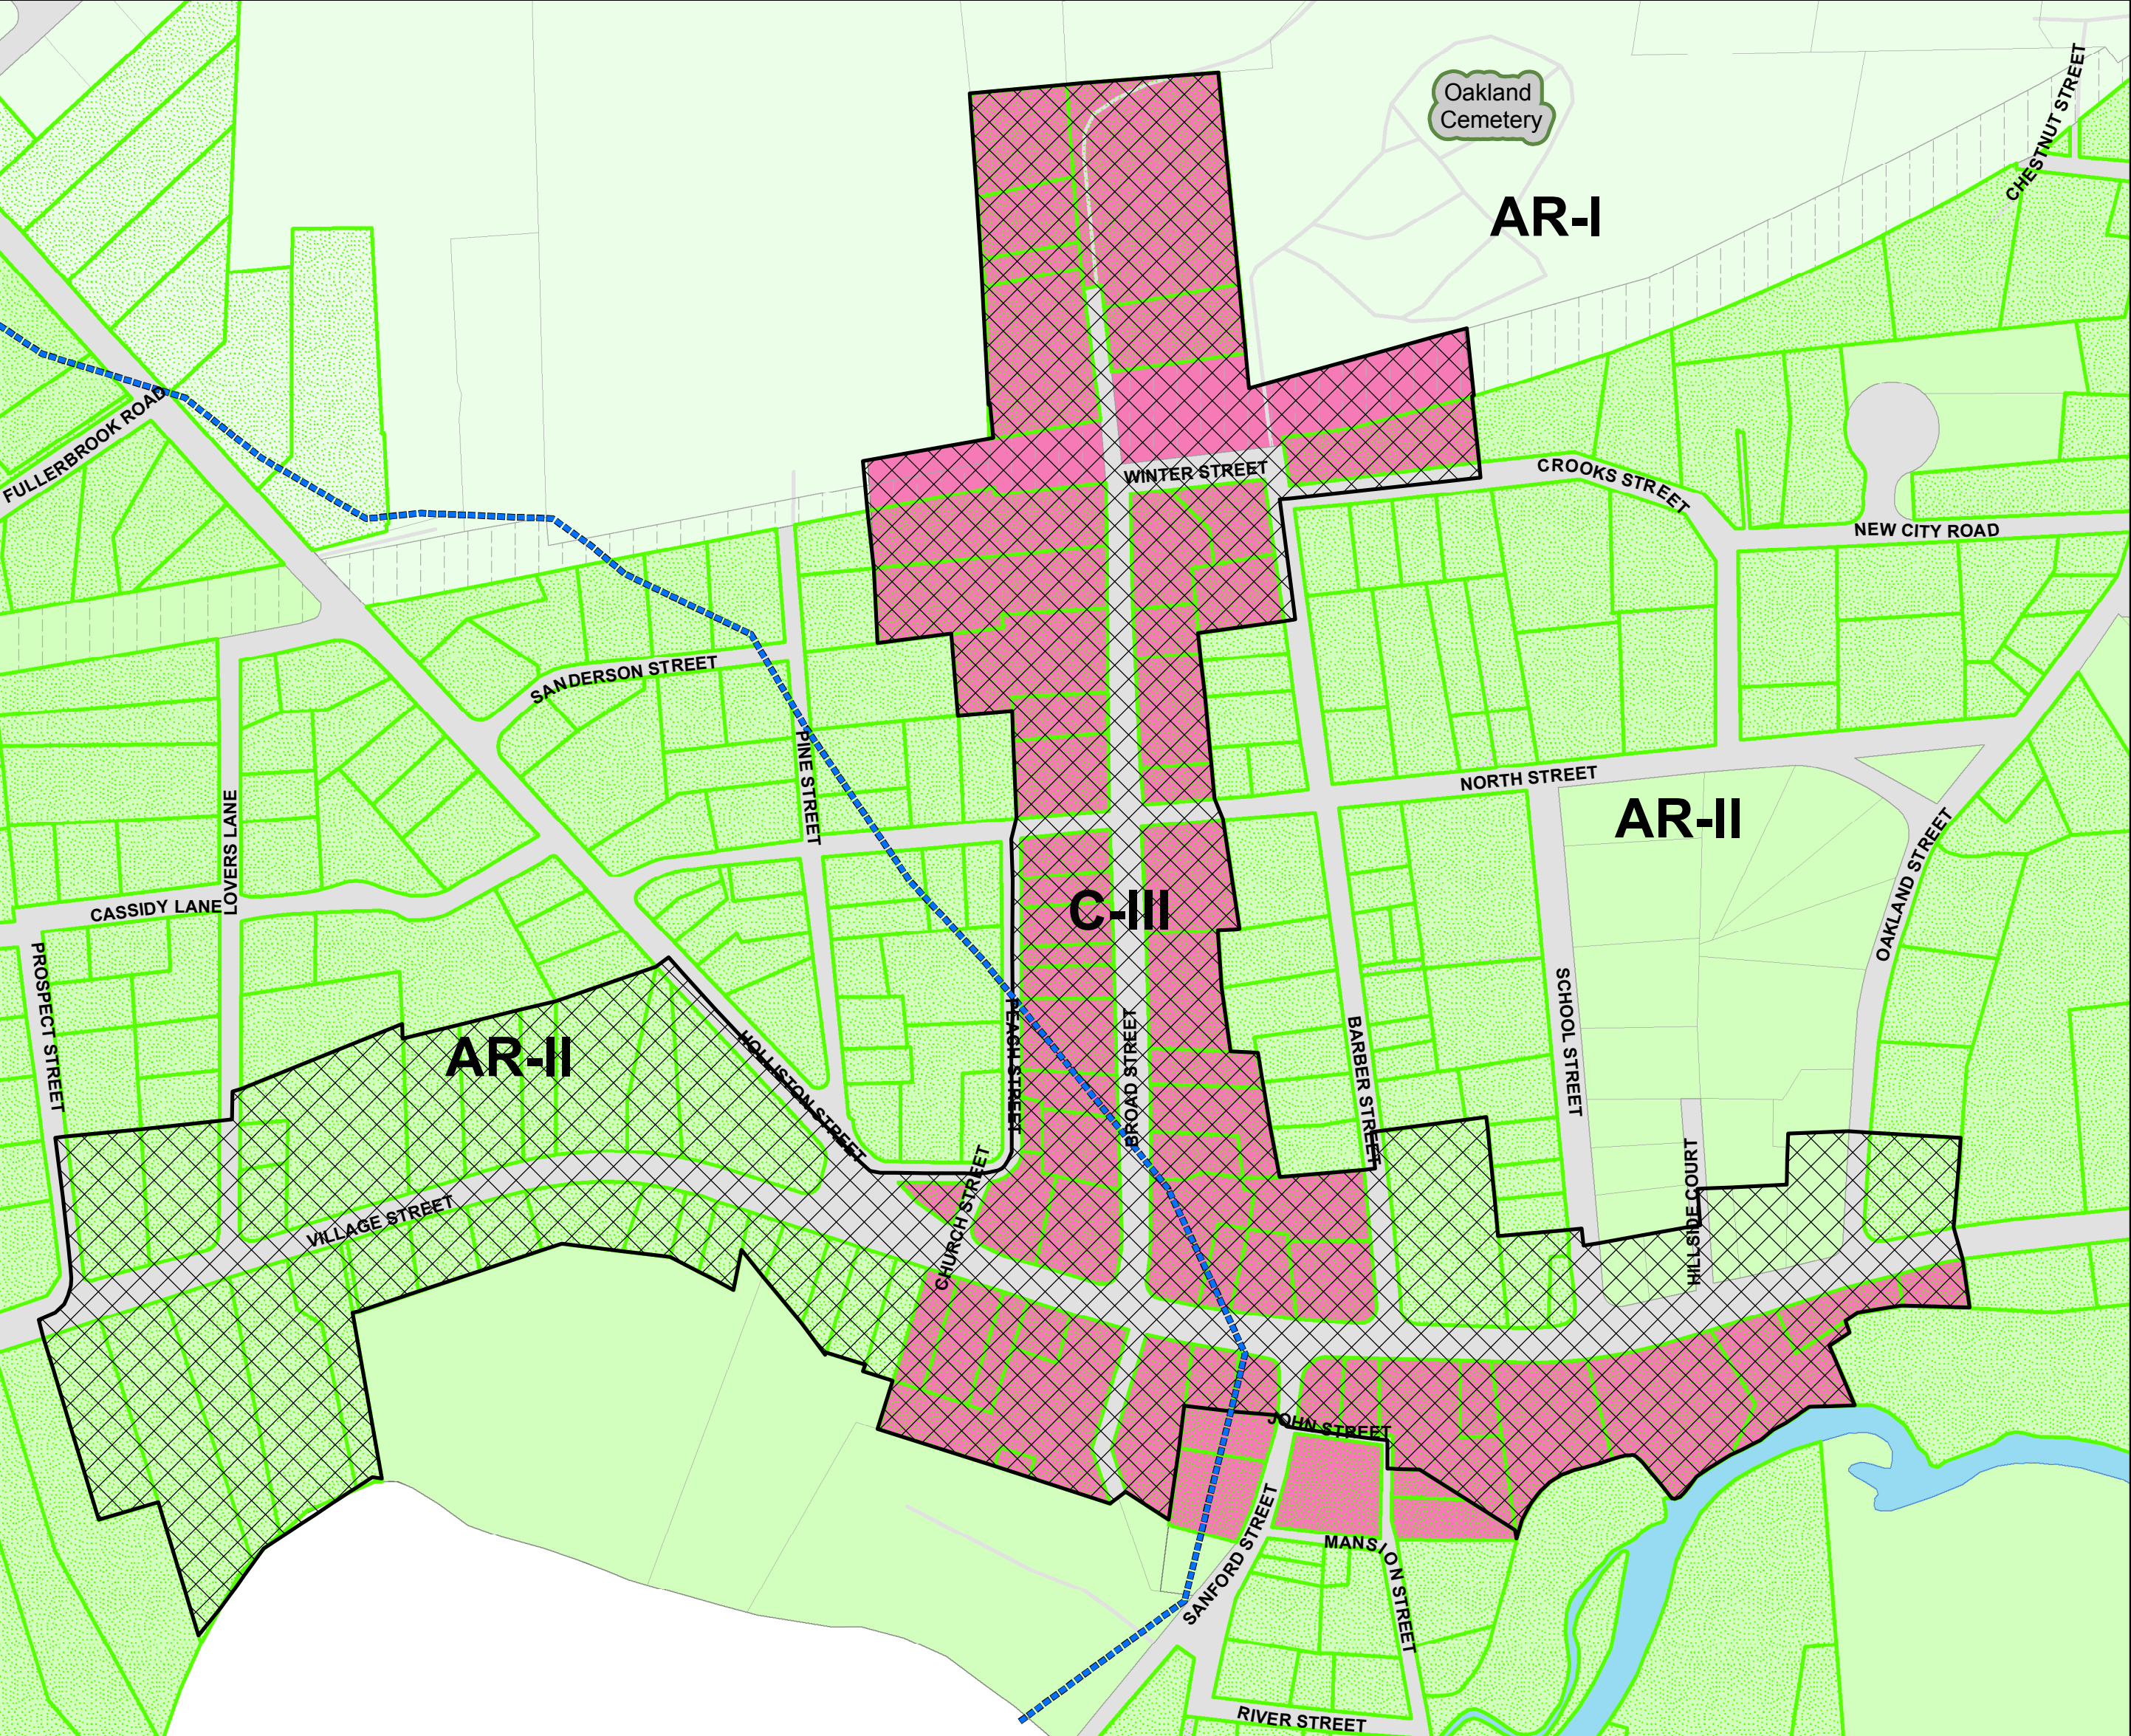 Oakland
Cemetery
CHESTNUT STREET
AR-I
FULLERBROOK ROAD
WINTER STREET
CROOKS STREET
NEW CITY ROAD
SANDERSON STREET
PINE STREET
NORTH STREET
AR-II
LOVERS LANE
CASSIDY LANE
C-III
OAKLAND STREET
PROSPECT STREET
AR-II
HOLLISTON STREET
PEACH STREET
BROAD STREET
BARBER STREET
SCHOOL STREET
VILLAGE STREET
CHURCH STREET
HILLSIDE COURT
JOHN STREET
SANFORD STREET
MANSION STREET
RIVER STREET